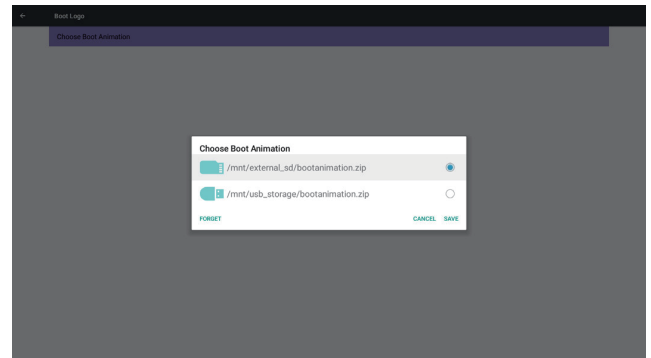 Boot Logo
Choose Boot Animation
Choose Boot Animation
/mnt/external_sd/bootanimation.zip
/mnt/usb_storage/bootanimation.zip
FORGET CANCEL SAVE